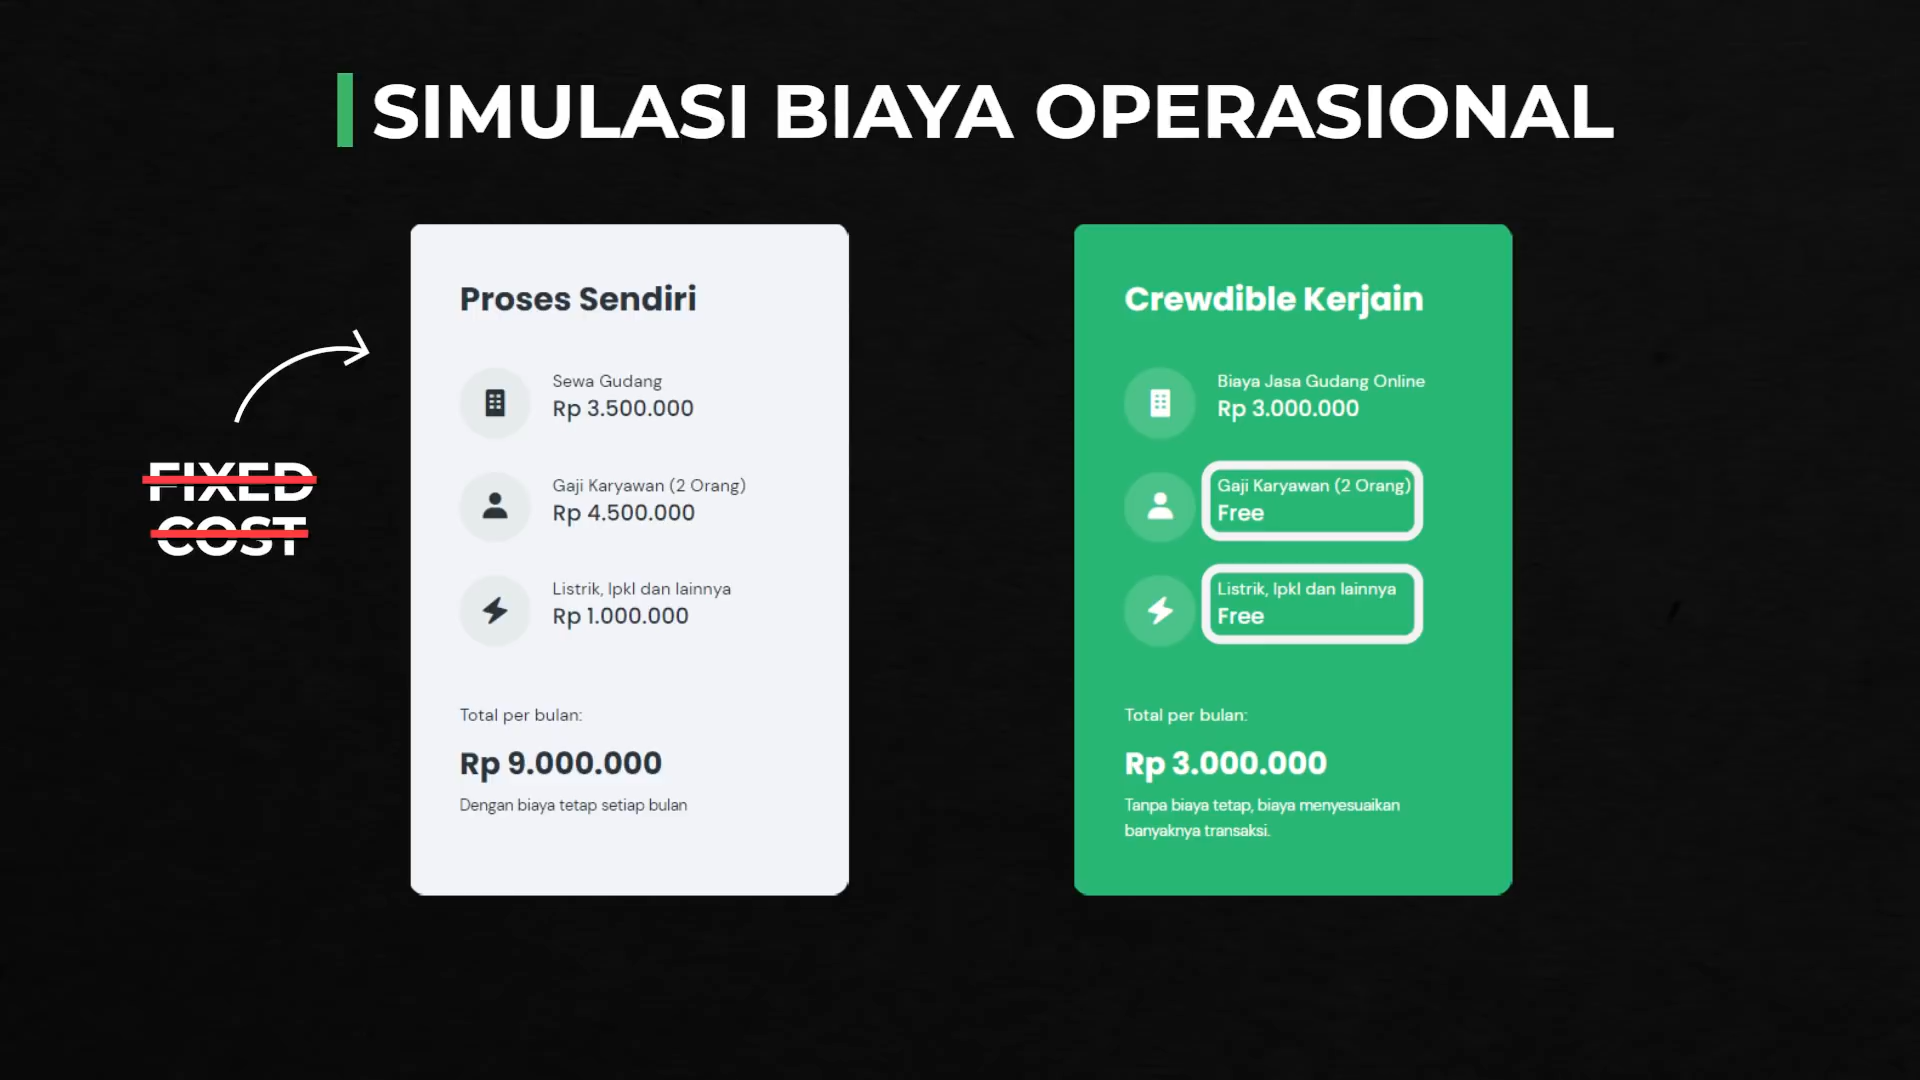 SIMULASI BIAYA OPERASIONAL
FIXED
COST
Proses Sendiri
Sewa Gudang
Rp 3.500.000
Gaji Karyawan (2 Orang)
Rp 4.500.000
Listrik, Ipkl dan lainnya
Rp 1.000.000
Total per bulan:
Rp 9.000.000
Dengan biaya tetap setiap bulan
Crewdible Kerjain
Biaya Jasa Gudang Online
Rp 3.000.000
Gaji Karyawan (2 Orang)
Free
Listrik, Ipkl dan lainnya
Free
Total per bulan:
Rp 3.000.000
Tanpa biaya tetap, biaya menyesuaikan
banyaknya transaksi.